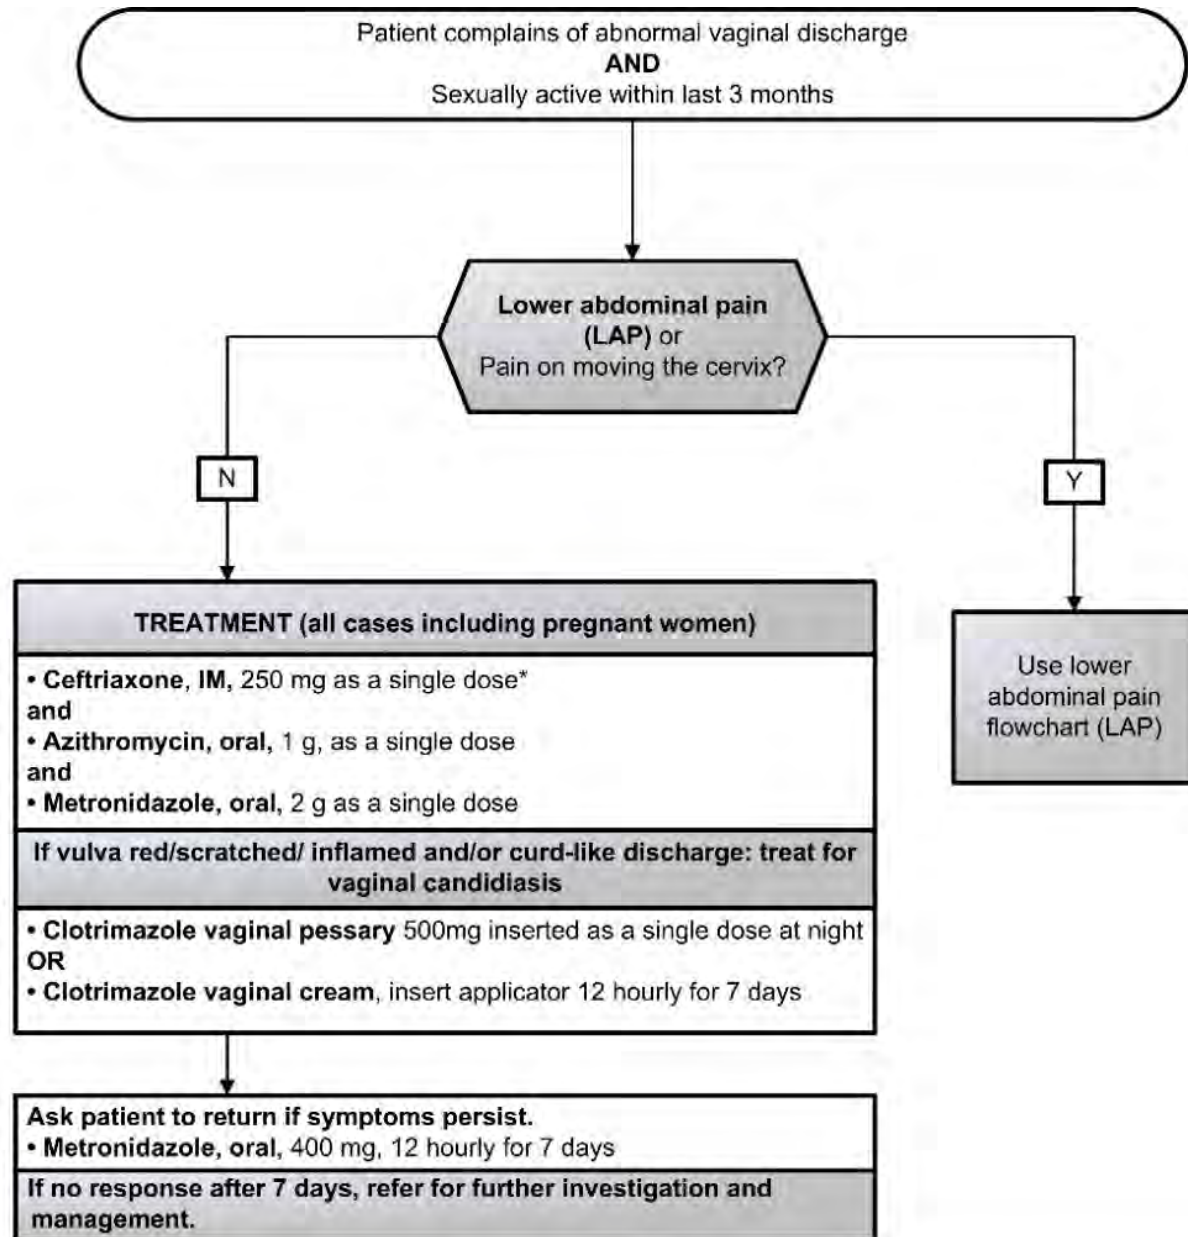 Patient complains of abnormal vaginal discharge
AND
Sexually active within last 3 months
Lower abdominal pain
(LAP) or
Pain on moving the cervix?
N
Y
TREATMENT (all cases including pregnant women)
• Ceftriaxone, IM, 250 mg as a single dose*
and
• Azithromycin, oral, 1 g, as a single dose
and
• Metronidazole, oral, 2 g as a single dose
If vulva red/scratched/ inflamed and/or curd-like discharge: treat for
vaginal candidiasis
• Clotrimazole vaginal pessary 500mg inserted as a single dose at night
OR
• Clotrimazole vaginal cream, insert applicator 12 hourly for 7 days
Use lower
abdominal pain
flowchart (LAP)
Ask patient to return if symptoms persist.
• Metronidazole, oral, 400 mg, 12 hourly for 7 days
If no response after 7 days, refer for further investigation and
management.